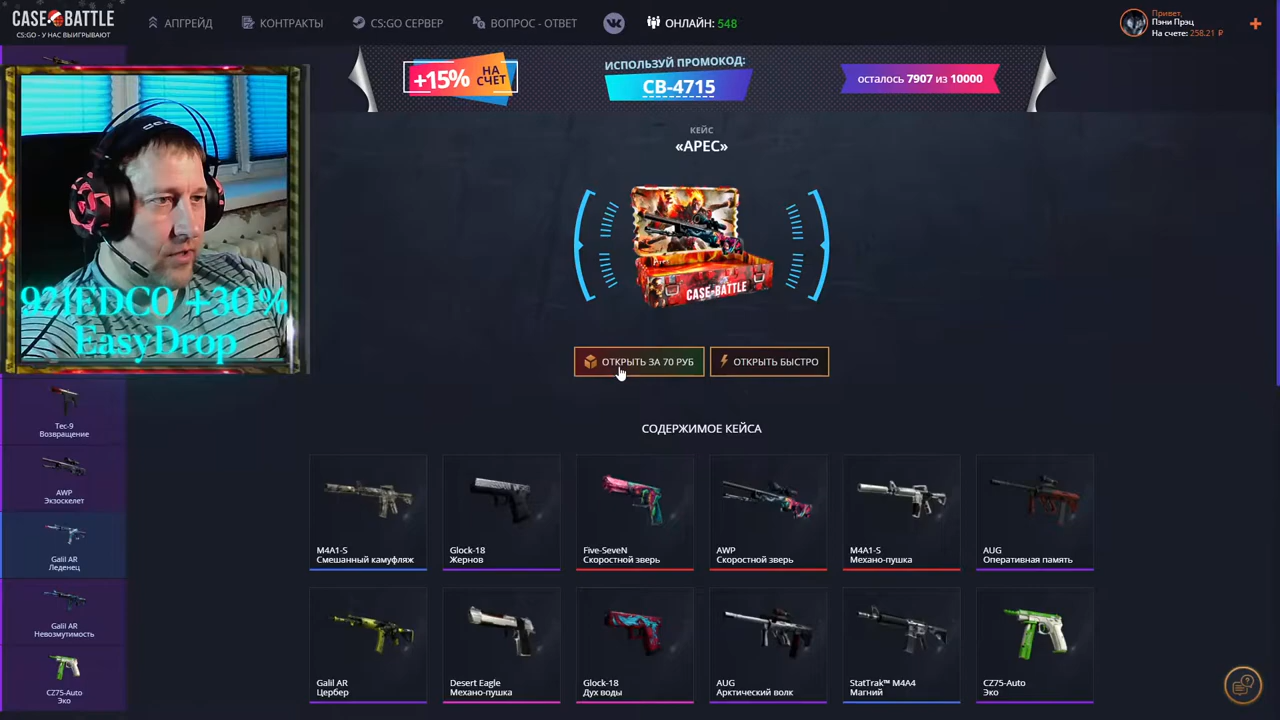 CASE BATTLE
CS:GO - У НАС ВЫИГРЫВАЮТ
АПГРЕЙД
КОНТРАКТЫ
CS:GO СЕРВЕР
ВОПРОС - ОТВЕТ
ОНЛАЙН: 548
Привет,
Пэни Прэц
На счете: 258.21 ₽
+15% НА СЧЕТ
ИСПОЛЬЗУЙ ПРОМОКОД:
CB-4715
осталось 7907 из 10000
КЕЙС
«АРЕС»
CASE BATTLE
921EDCO +30%
EasyDrop
ОТКРЫТЬ ЗА 70 РУБ
ОТКРЫТЬ БЫСТРО
СОДЕРЖИМОЕ КЕЙСА
Tec-9
Возвращение
AWP
Экзоскелет
Galil AR
Леденец
Galil AR
Невозмутимость
CZ75-Auto
Эко
M4A1-S
Смешанный камуфляж
Glock-18
Жернов
Five-SeveN
Скоростной зверь
AWP
Скоростной зверь
M4A1-S
Механо-пушка
AUG
Оперативная память
Galil AR
Цербер
Desert Eagle
Механо-пушка
Glock-18
Дух воды
AUG
Арктический волк
StatTrak™ M4A4
Магний
CZ75-Auto
Эко